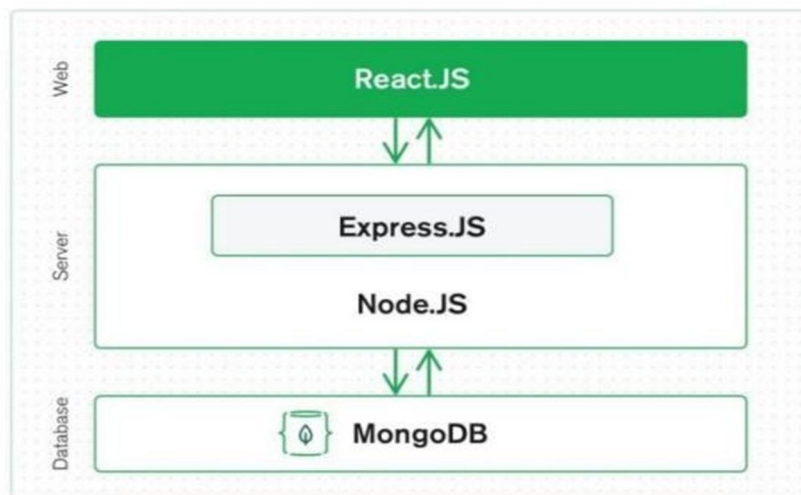 Web
React.JS
Server
Express.JS
Node.JS
Database
MongoDB